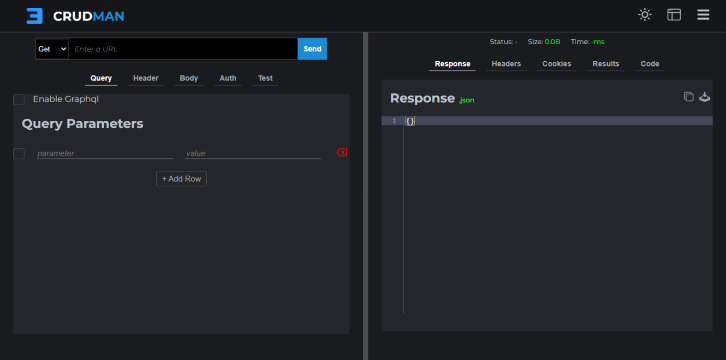 CRUDMAN
Get Enter a URL Send
Status: - Size: 0.0B Time: -ms
Query Header Body Auth Test
Response Headers Cookies Results Code
Enable Graphql
Query Parameters
parameter value
+ Add Row
Response .json
1 {}